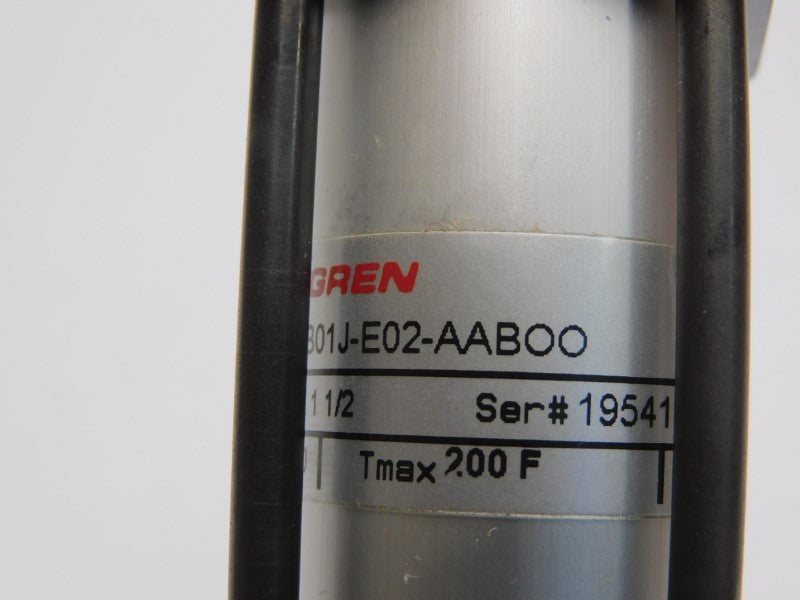 GREN
B01J-E02-AABOO
1 1/2 Ser# 19541
Tmax 200 F